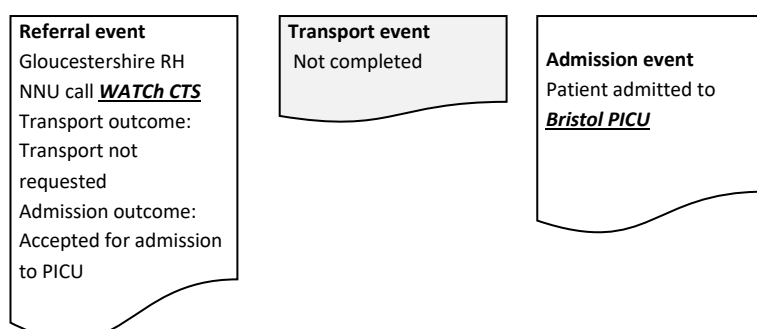 Referral event
Gloucestershire RH
NNU call WATCh CTS
Transport outcome:
Transport not
requested
Admission outcome:
Accepted for admission
to PICU
Transport event
Not completed
Admission event
Patient admitted to
Bristol PICU